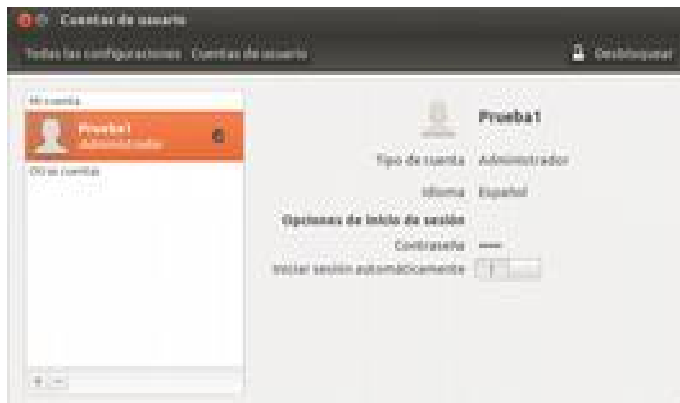 Cuentas de usuario
Todas las configuraciones Cuentas de usuario
Desbloquear
Mi cuenta
Prueba1
Administrador
Otras cuentas
Prueba1
Tipo de cuenta Administrador
Idioma Español
Opciones de inicio de sesión
Contraseña
Iniciar sesión automáticamente